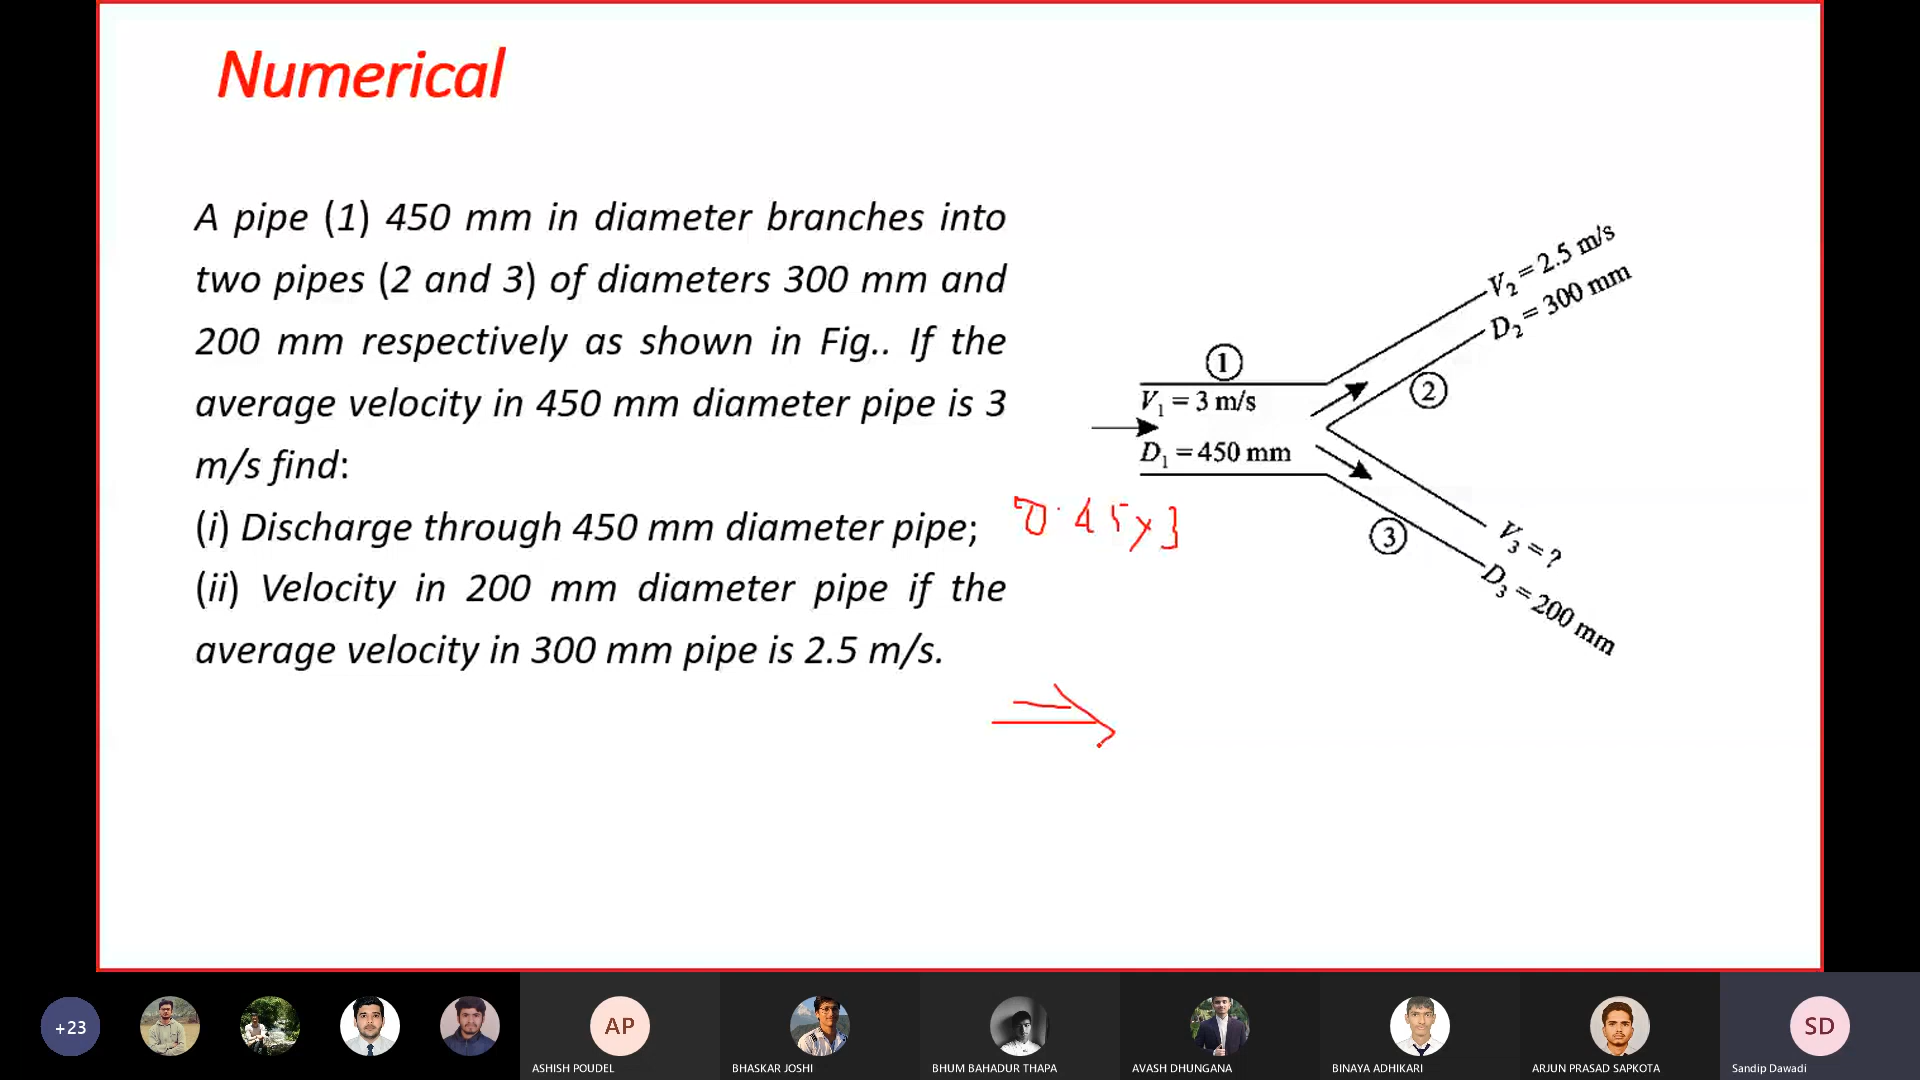 Numerical
A pipe (1) 450 mm in diameter branches into
two pipes (2 and 3) of diameters 300 mm and
200 mm respectively as shown in Fig.. If the
average velocity in 450 mm diameter pipe is 3
m/s find:
(i) Discharge through 450 mm diameter pipe;
(ii) Velocity in 200 mm diameter pipe if the
average velocity in 300 mm pipe is 2.5 m/s.
1
V₁ = 3 m/s
D₁ = 450 mm
V₂ = 2.5 m/s
D₂ = 300 mm
2
3
V₃ = ?
D₃ = 200 mm
0.45x3
+23
AP
SD
ASHISH POUDEL
BHASKAR JOSHI
BHUM BAHADUR THAPA
AVASH DHUNGANA
BINAYA ADHIKARI
ARJUN PRASAD SAPKOTA
Sandip Dawadi